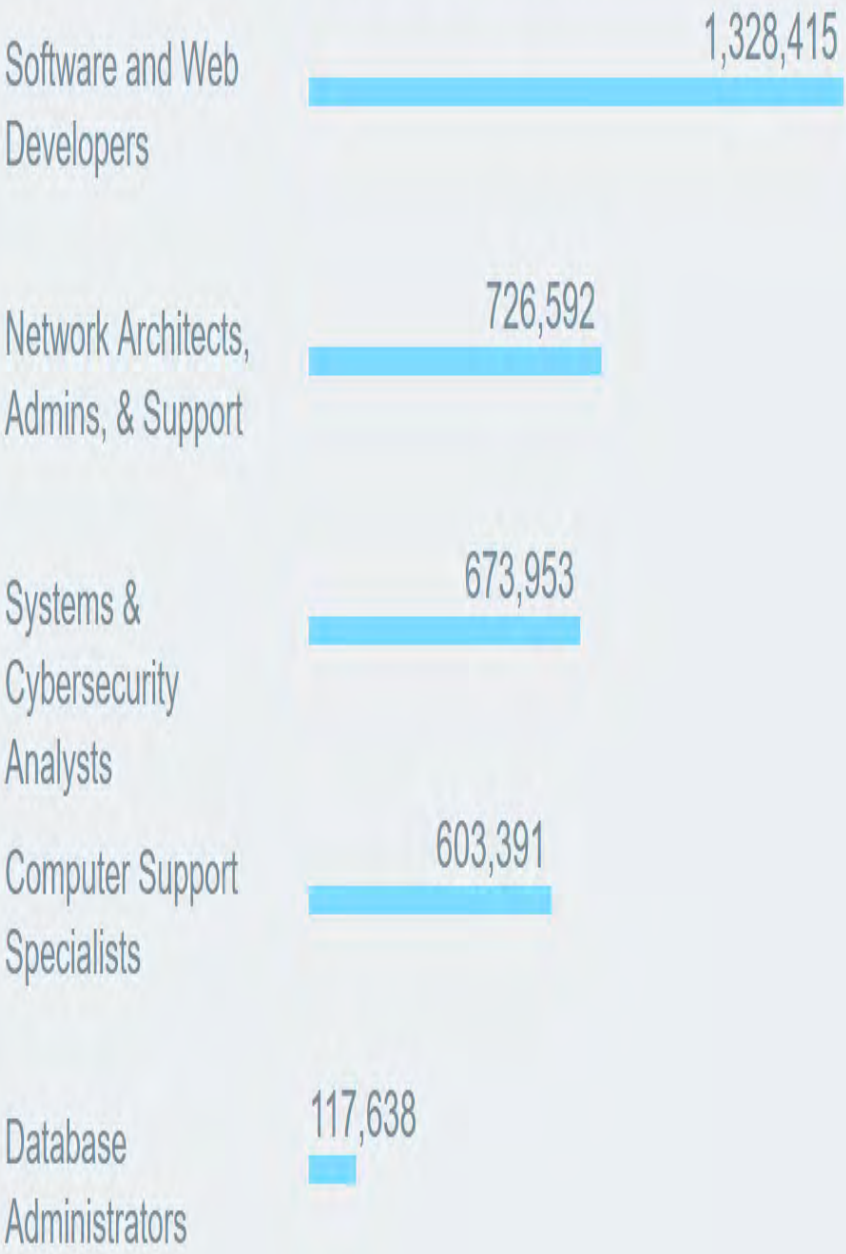 1,328,415
Software and Web
Developers
726,592
Network Architects,
Admins, & Support
673,953
Systems &
Cybersecurity
Analysts
603,391
Computer Support
Specialists
117,638
Database
Administrators